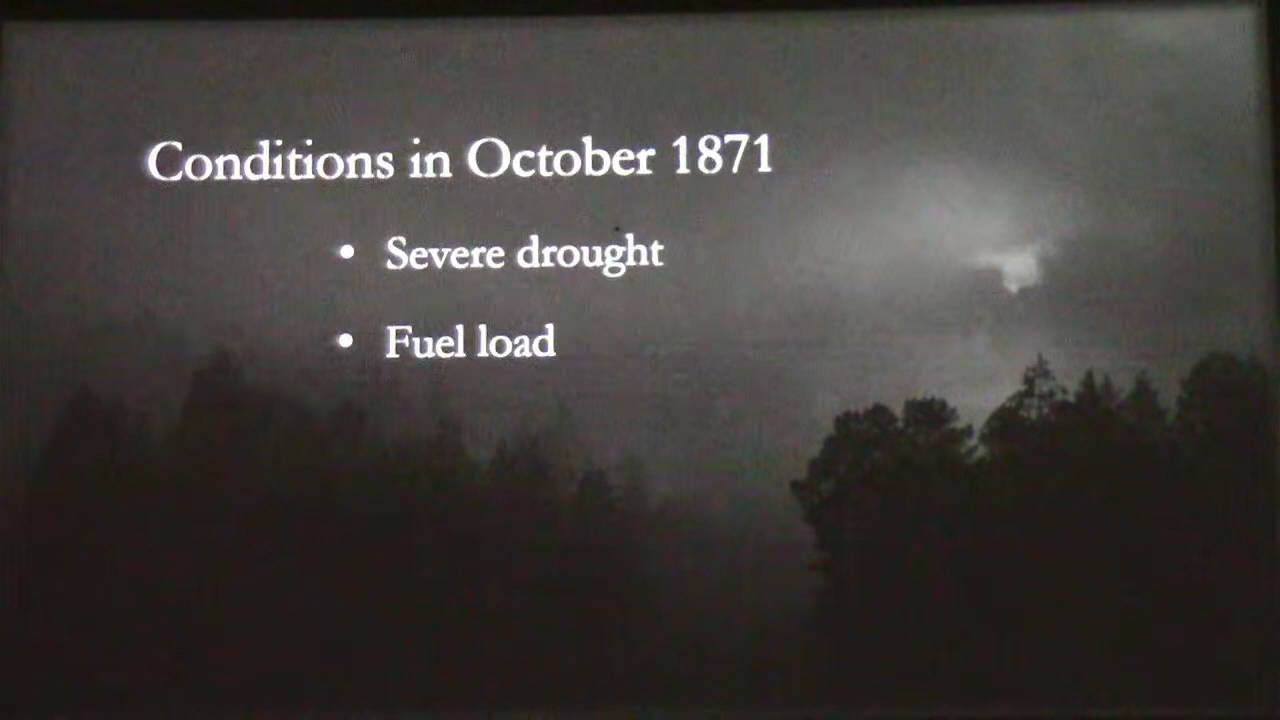 Conditions in October 1871
• Severe drought
• Fuel load